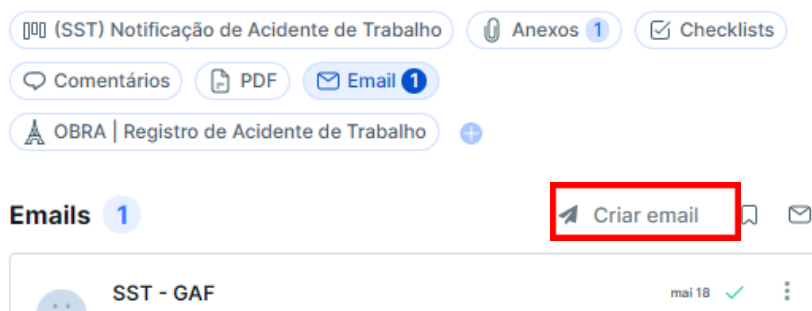 (SST) Notificação de Acidente de Trabalho Anexos 1 Checklists
Comentários PDF Email 1
OBRA | Registro de Acidente de Trabalho
Emails 1 Criar email
SST - GAF mai 18